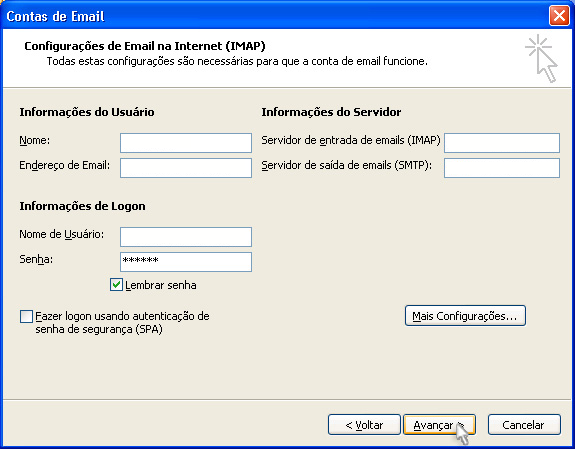 Contas de Email
Configurações de Email na Internet (IMAP)
Todas estas configurações são necessárias para que a conta de email funcione.
Informações do Usuário
Nome:
Endereço de Email:
Informações do Servidor
Servidor de entrada de emails (IMAP)
Servidor de saída de emails (SMTP):
Informações de Logon
Nome de Usuário:
Senha:
******
Lembrar senha
Fazer logon usando autenticação de
senha de segurança (SPA)
Mais Configurações...
< Voltar
Avançar >
Cancelar